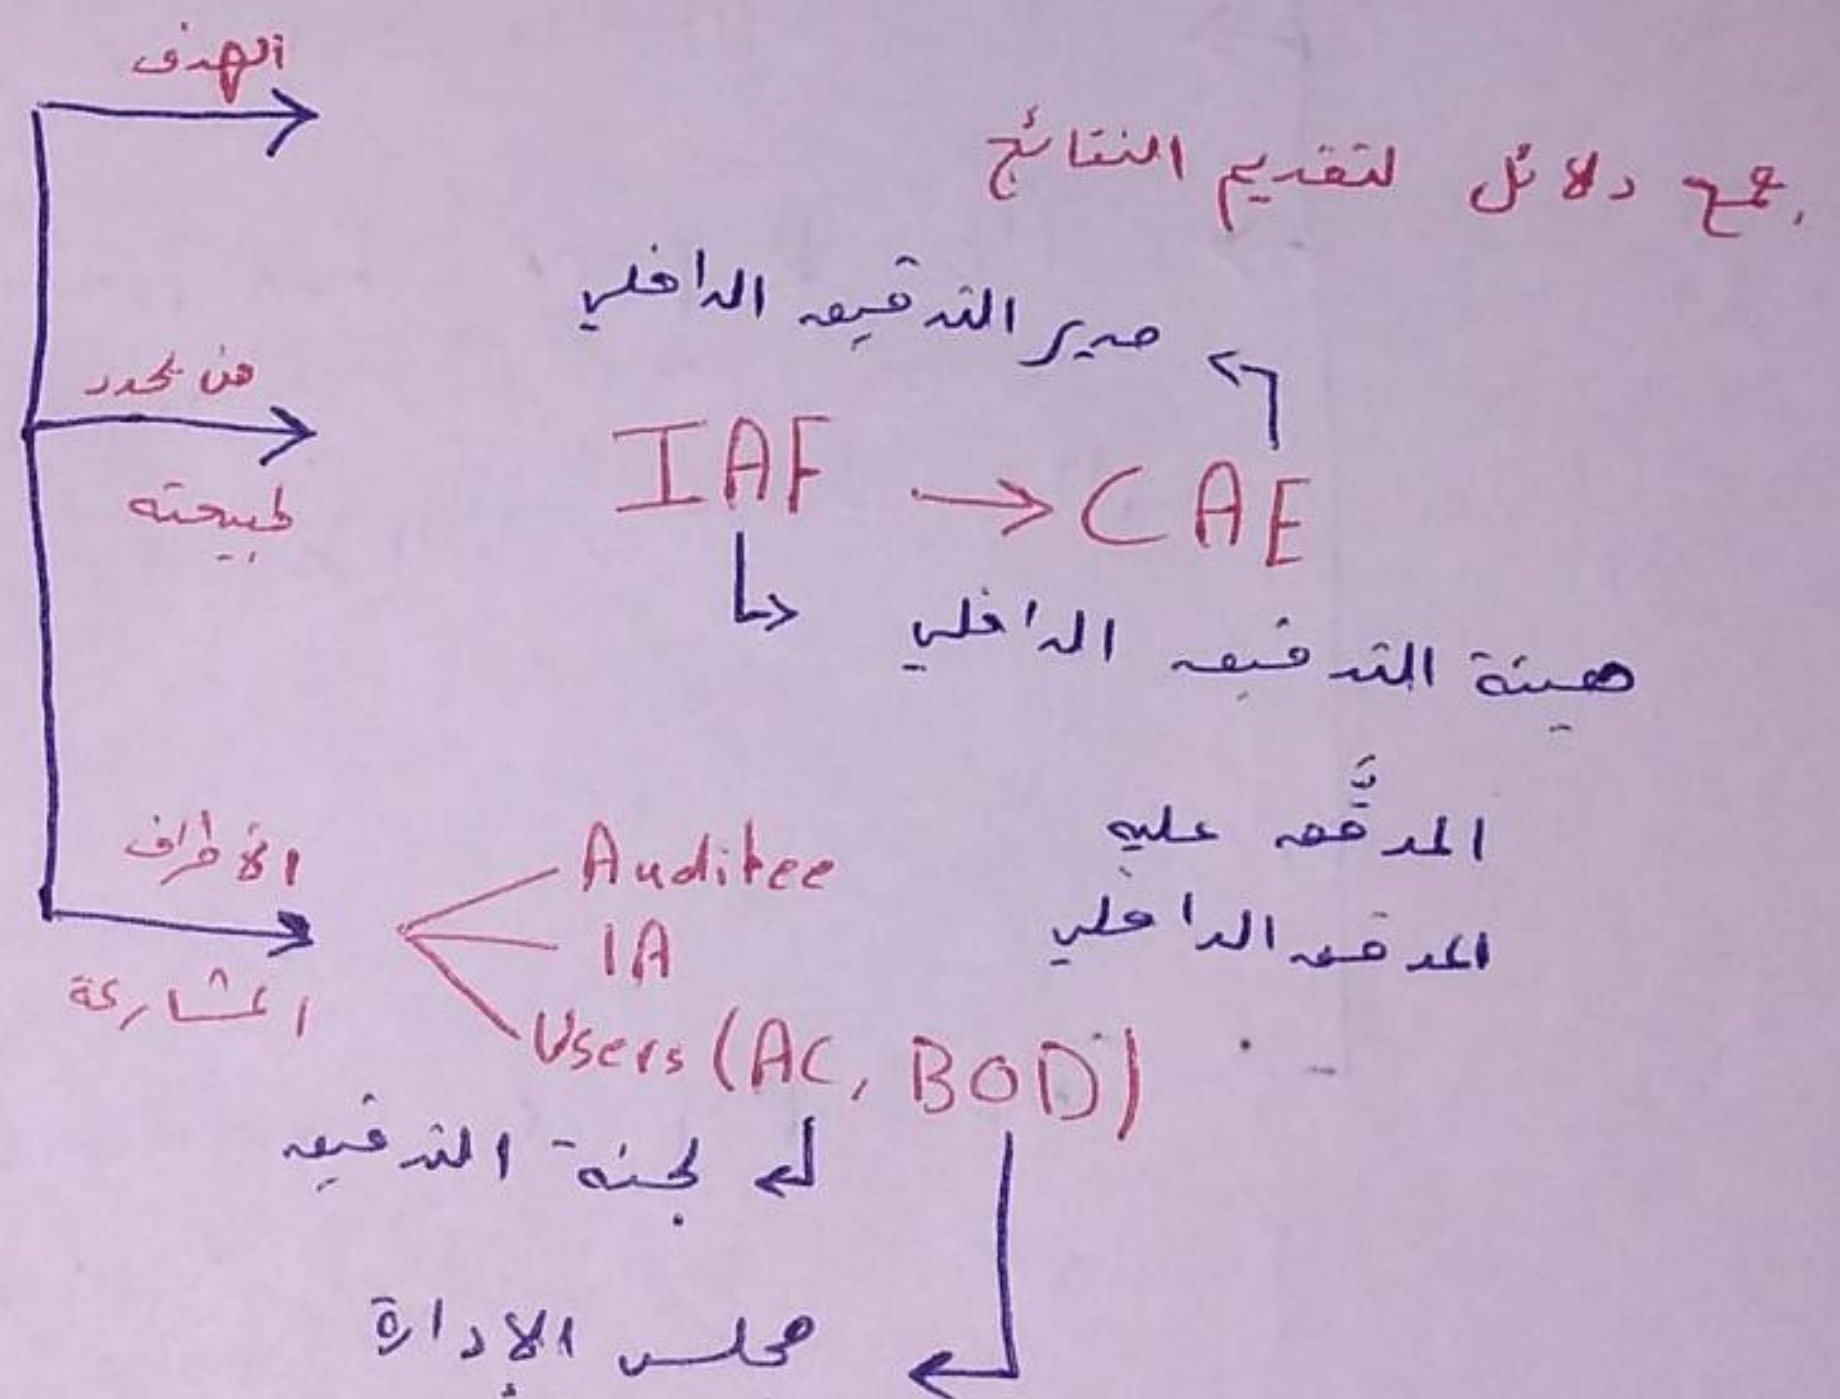 الهدف
جمع دلائل لتقديم النتائج
مدير التدقيق الداخلي
من يحدد
طبيعته
IAF → CAE
هيئة التدقيق الداخلي
الأطراف
المشاركة
Auditee
المدقَّق عليه
IA
المدقق الداخلي
Users (AC, BOD)
لجنة التدقيق
مجلس الإدارة